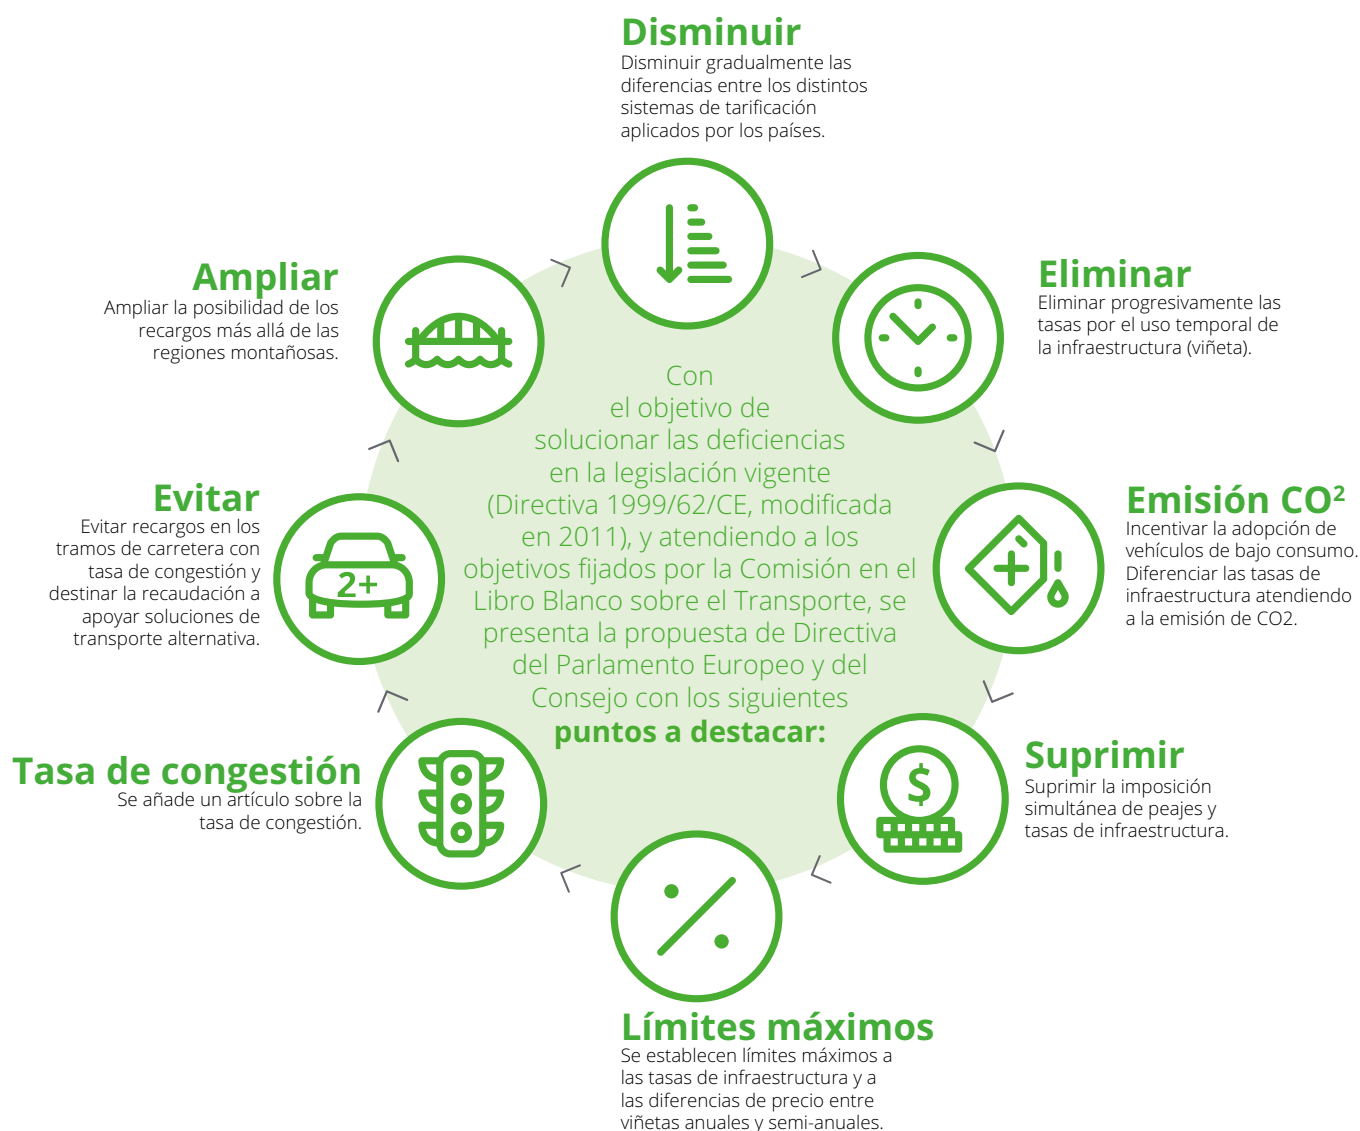 Disminuir
Disminuir gradualmente las
diferencias entre los distintos
sistemas de tarificación
aplicados por los países.
Eliminar
Eliminar progresivamente las
tasas por el uso temporal de
la infraestructura (viñeta).
Emisión CO²
Incentivar la adopción de
vehículos de bajo consumo.
Diferenciar las tasas de
infraestructura atendiendo
a la emisión de CO2.
Suprimir
Suprimir la imposición
simultánea de peajes y
tasas de infraestructura.
$
Límites máximos
Se establecen límites máximos a
las tasas de infraestructura y a
las diferencias de precio entre
viñetas anuales y semi-anuales.
Tasa de congestión
Se añade un artículo sobre la
tasa de congestión.
Evitar
Evitar recargos en los
tramos de carretera con
tasa de congestión y
destinar la recaudación a
apoyar soluciones de
transporte alternativa.
2+
Ampliar
Ampliar la posibilidad de los
recargos más allá de las
regiones montañosas.
Con
el objetivo de
solucionar las deficiencias
en la legislación vigente
(Directiva 1999/62/CE, modificada
en 2011), y atendiendo a los
objetivos fijados por la Comisión en el
Libro Blanco sobre el Transporte, se
presenta la propuesta de Directiva
del Parlamento Europeo y del
Consejo con los siguientes
puntos a destacar: